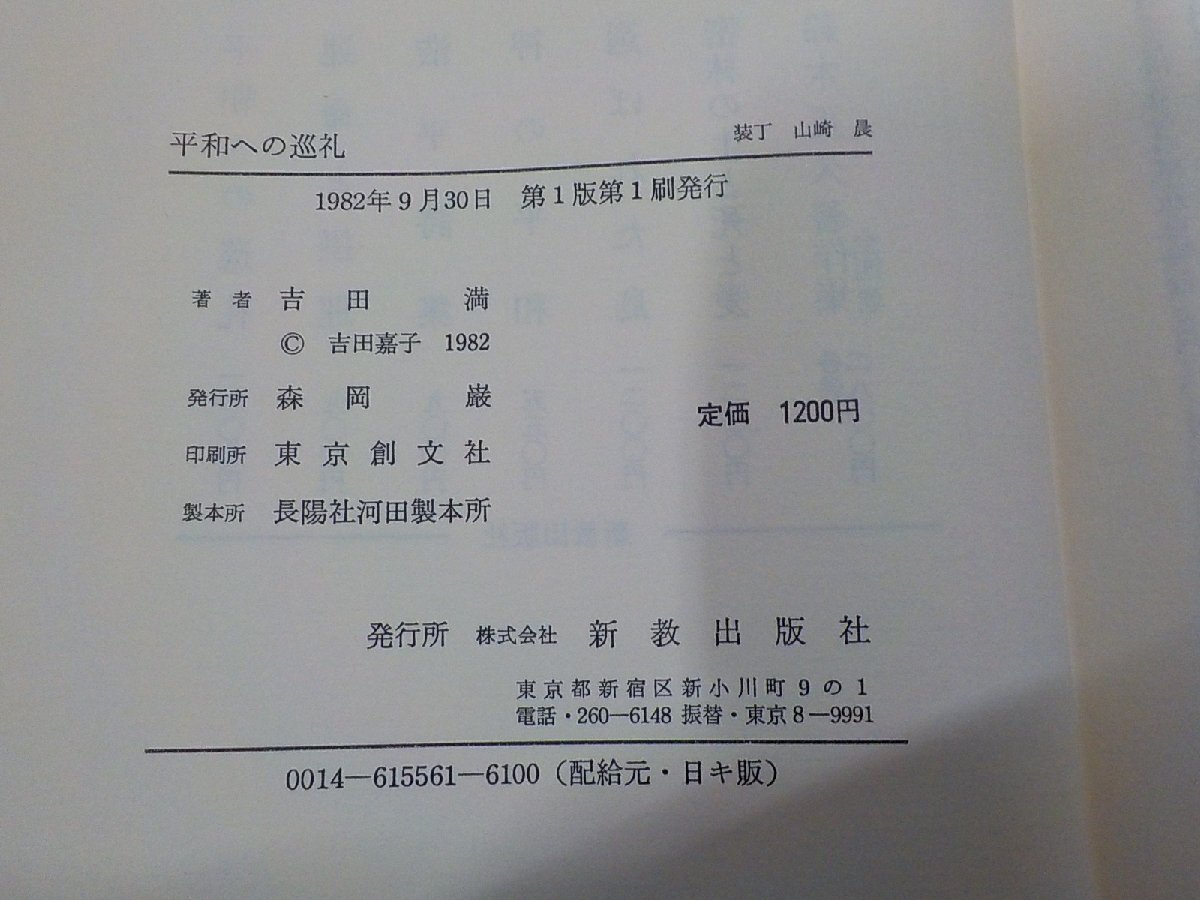 平和への巡礼
装丁 山崎 晨
1982年9月30日 第1版第1刷発行
著者 吉田 満
© 吉田嘉子 1982
発行所 森岡 巌
定価 1200円
印刷所 東京創文社
製本所 長陽社河田製本所
発行所 株式会社 新教出版社
東京都新宿区新小川町9の1
電話・260―6148 振替・東京8―9991
0014―615561―6100(配給元・日キ販)